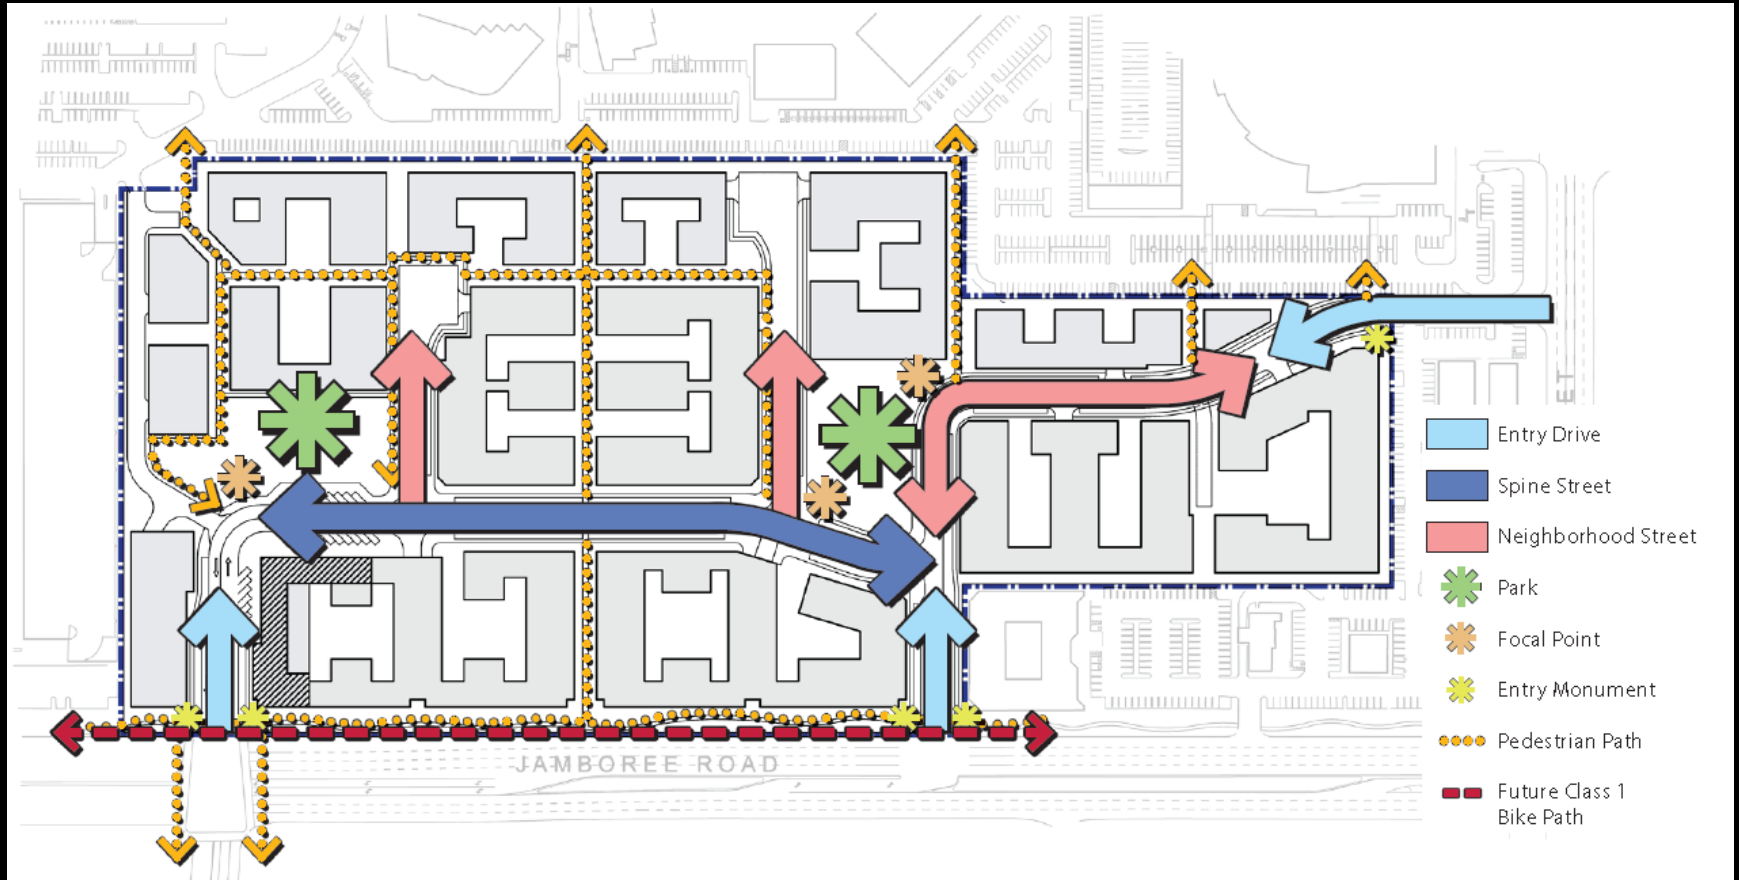 JAMBOREE ROAD
ET
Entry Drive
Spine Street
Neighborhood Street
Park
Focal Point
Entry Monument
Pedestrian Path
Future Class 1
Bike Path